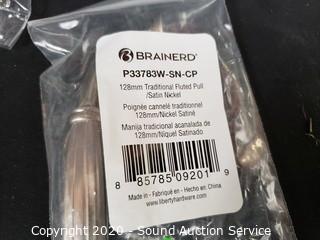 BRAINERD®
P33783W-SN-CP
128mm Traditional Fluted Pull
/Satin Nickel
Poignée cannelé traditionnel
128mm/Nickel Satiné
Manija tradicional acanalada de
128mm/Níquel Satinado
8 85785 09201 9
Made in - Fabriqué en - Hecho en: China
www.libertyhardware.com
Copyright 2020 - Sound Auction Service